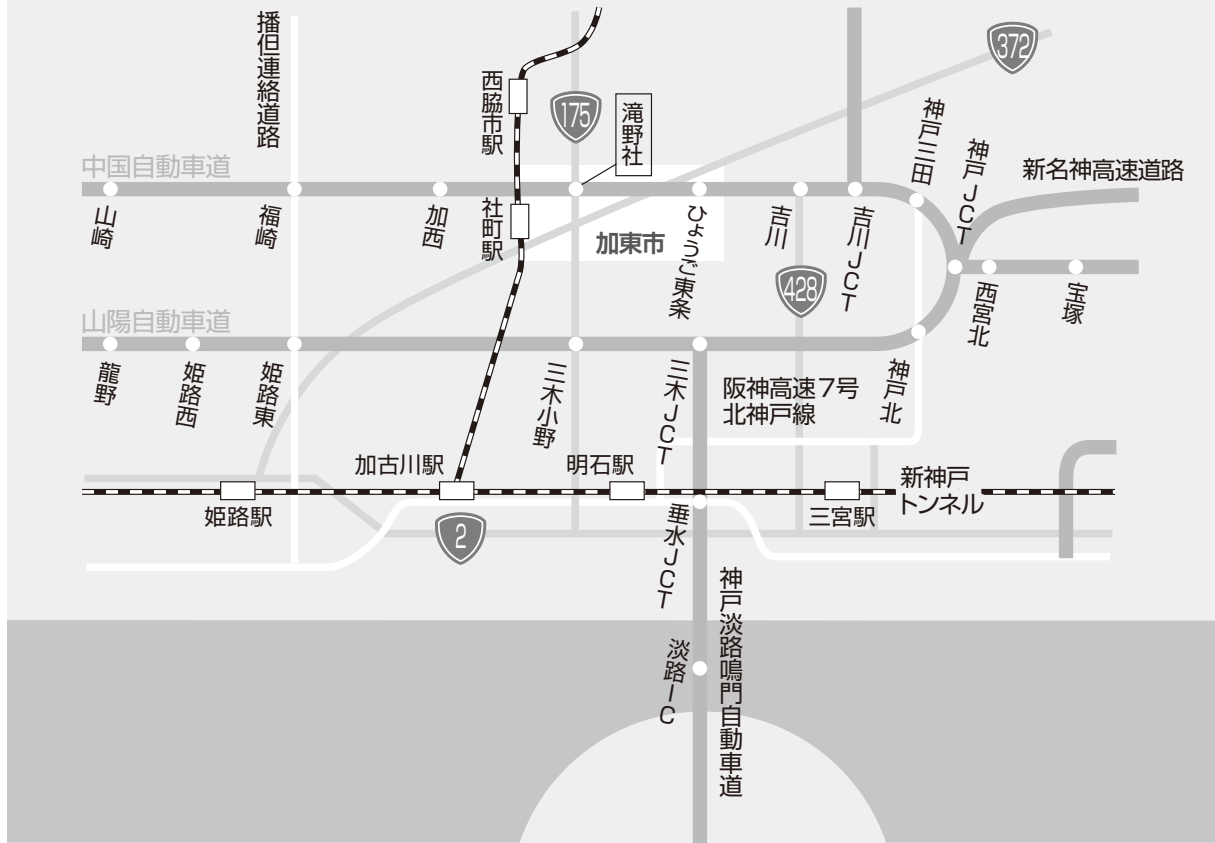 播但連絡道路
西脇市駅
175
滝野社
372
神戸三田
神戸JCT
新名神高速道路
中国自動車道
山崎
福崎
加西
社町駅
加東市
ひょうご東条
吉川
吉川JCT
428
西宮北
宝塚
山陽自動車道
龍野
姫路西
姫路東
三木小野
三木JCT
阪神高速7号
北神戸線
神戸北
加古川駅
明石駅
新神戸
トンネル
姫路駅
2
三宮駅
垂水JCT
神戸淡路鳴門自動車道
淡路IC